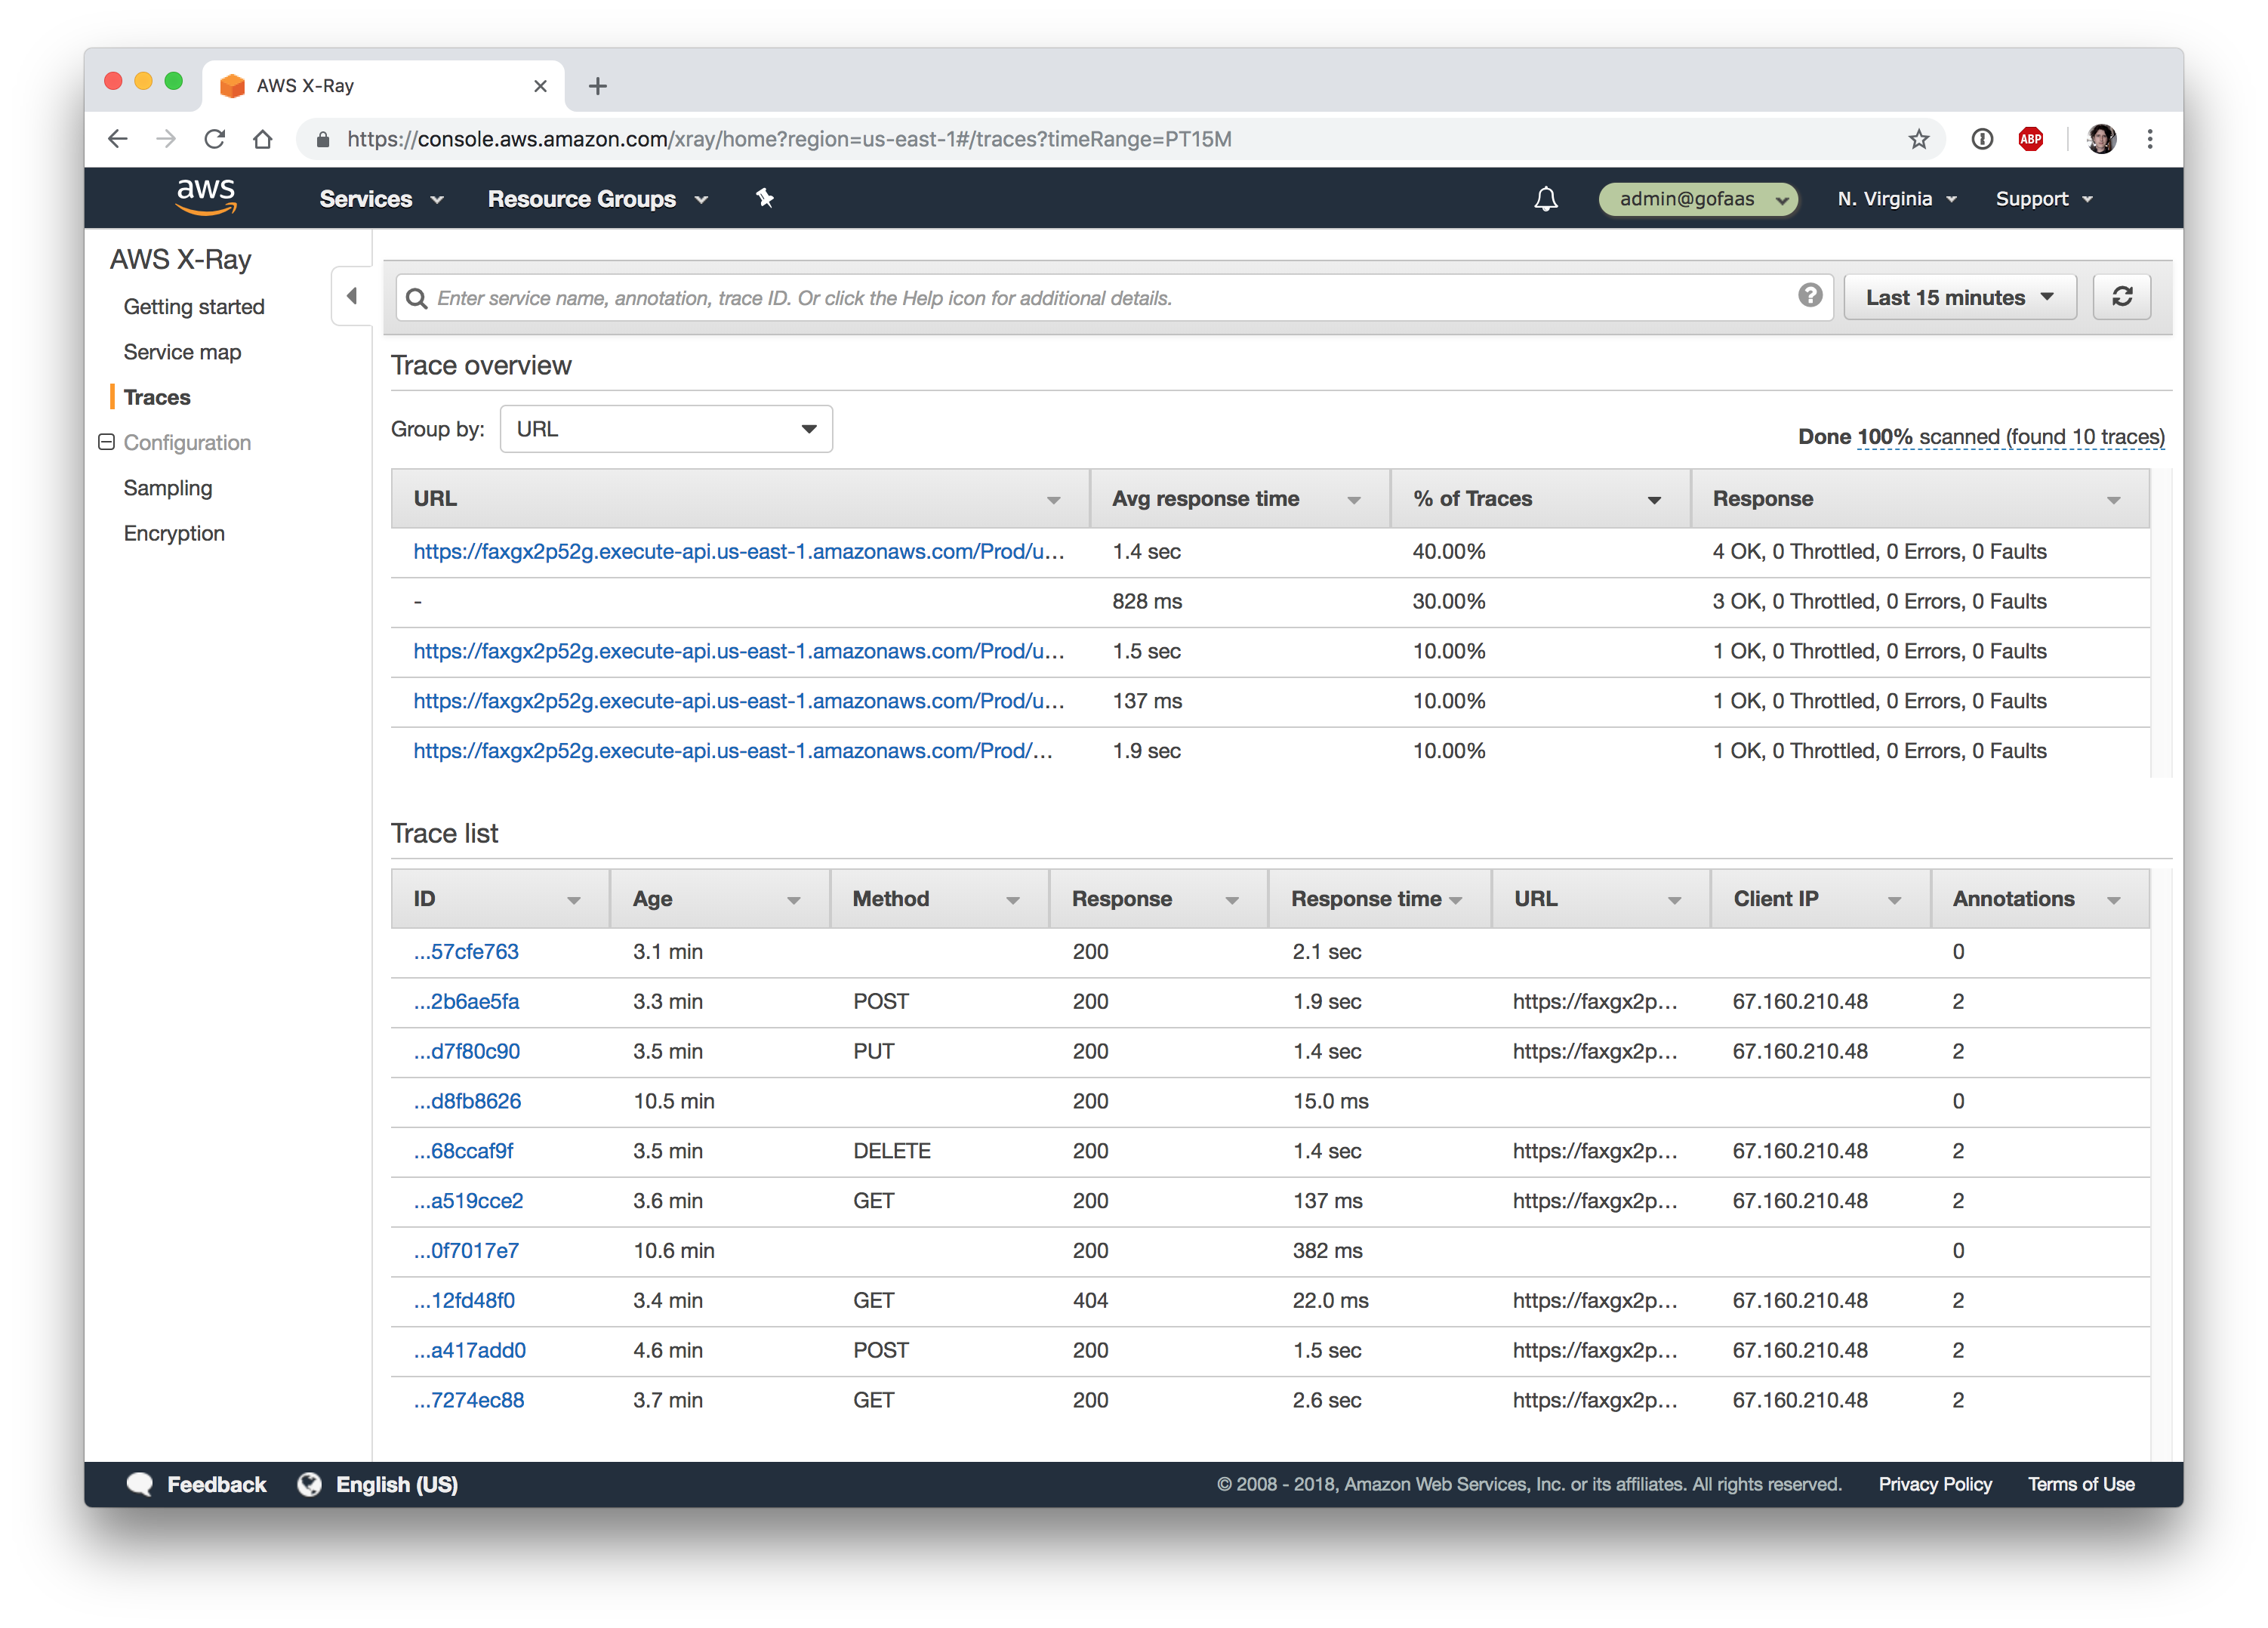 AWS X-Ray
https://console.aws.amazon.com/xray/home?region=us-east-1#/traces?timeRange=PT15M
ABP
aws Services Resource Groups admin@gofaas N. Virginia Support
AWS X-Ray
Getting started
Service map
Traces
Configuration
Sampling
Encryption
Enter service name, annotation, trace ID. Or click the Help icon for additional details. ? Last 15 minutes
Trace overview
Group by: URL
Done 100% scanned (found 10 traces)
URL Avg response time % of Traces Response
https://faxgx2p52g.execute-api.us-east-1.amazonaws.com/Prod/u... 1.4 sec 40.00% 4 OK, 0 Throttled, 0 Errors, 0 Faults
- 828 ms 30.00% 3 OK, 0 Throttled, 0 Errors, 0 Faults
https://faxgx2p52g.execute-api.us-east-1.amazonaws.com/Prod/u... 1.5 sec 10.00% 1 OK, 0 Throttled, 0 Errors, 0 Faults
https://faxgx2p52g.execute-api.us-east-1.amazonaws.com/Prod/u... 137 ms 10.00% 1 OK, 0 Throttled, 0 Errors, 0 Faults
https://faxgx2p52g.execute-api.us-east-1.amazonaws.com/Prod/... 1.9 sec 10.00% 1 OK, 0 Throttled, 0 Errors, 0 Faults
Trace list
ID Age Method Response Response time URL Client IP Annotations
...57cfe763 3.1 min 200 2.1 sec 0
...2b6ae5fa 3.3 min POST 200 1.9 sec https://faxgx2p... 67.160.210.48 2
...d7f80c90 3.5 min PUT 200 1.4 sec https://faxgx2p... 67.160.210.48 2
...d8fb8626 10.5 min 200 15.0 ms 0
...68ccaf9f 3.5 min DELETE 200 1.4 sec https://faxgx2p... 67.160.210.48 2
...a519cce2 3.6 min GET 200 137 ms https://faxgx2p... 67.160.210.48 2
...0f7017e7 10.6 min 200 382 ms 0
...12fd48f0 3.4 min GET 404 22.0 ms https://faxgx2p... 67.160.210.48 2
...a417add0 4.6 min POST 200 1.5 sec https://faxgx2p... 67.160.210.48 2
...7274ec88 3.7 min GET 200 2.6 sec https://faxgx2p... 67.160.210.48 2
Feedback English (US) © 2008 - 2018, Amazon Web Services, Inc. or its affiliates. All rights reserved. Privacy Policy Terms of Use